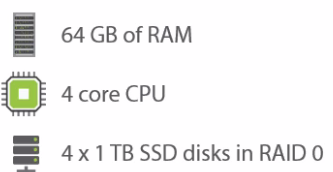 64 GB of RAM
4 core CPU
4 x 1 TB SSD disks in RAID 0